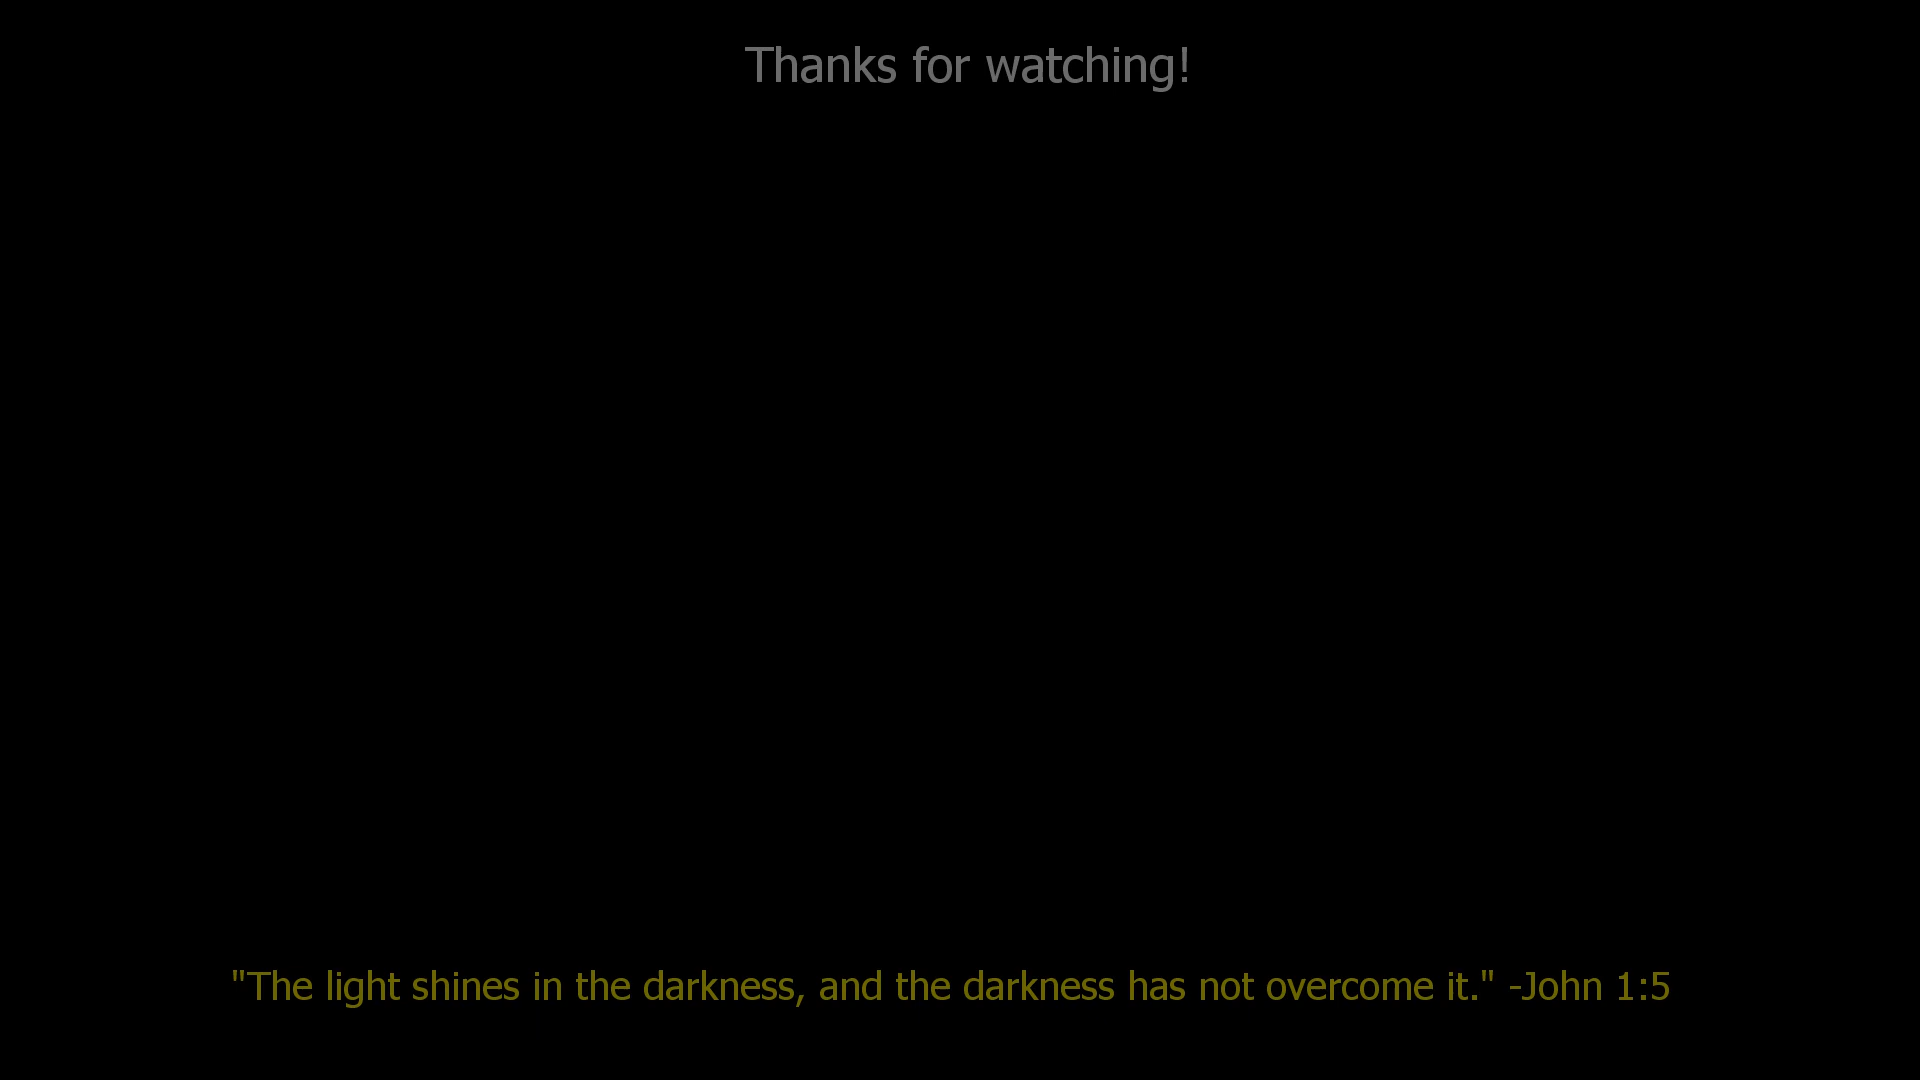 Thanks for watching!
"The light shines in the darkness, and the darkness has not overcome it." -John 1:5